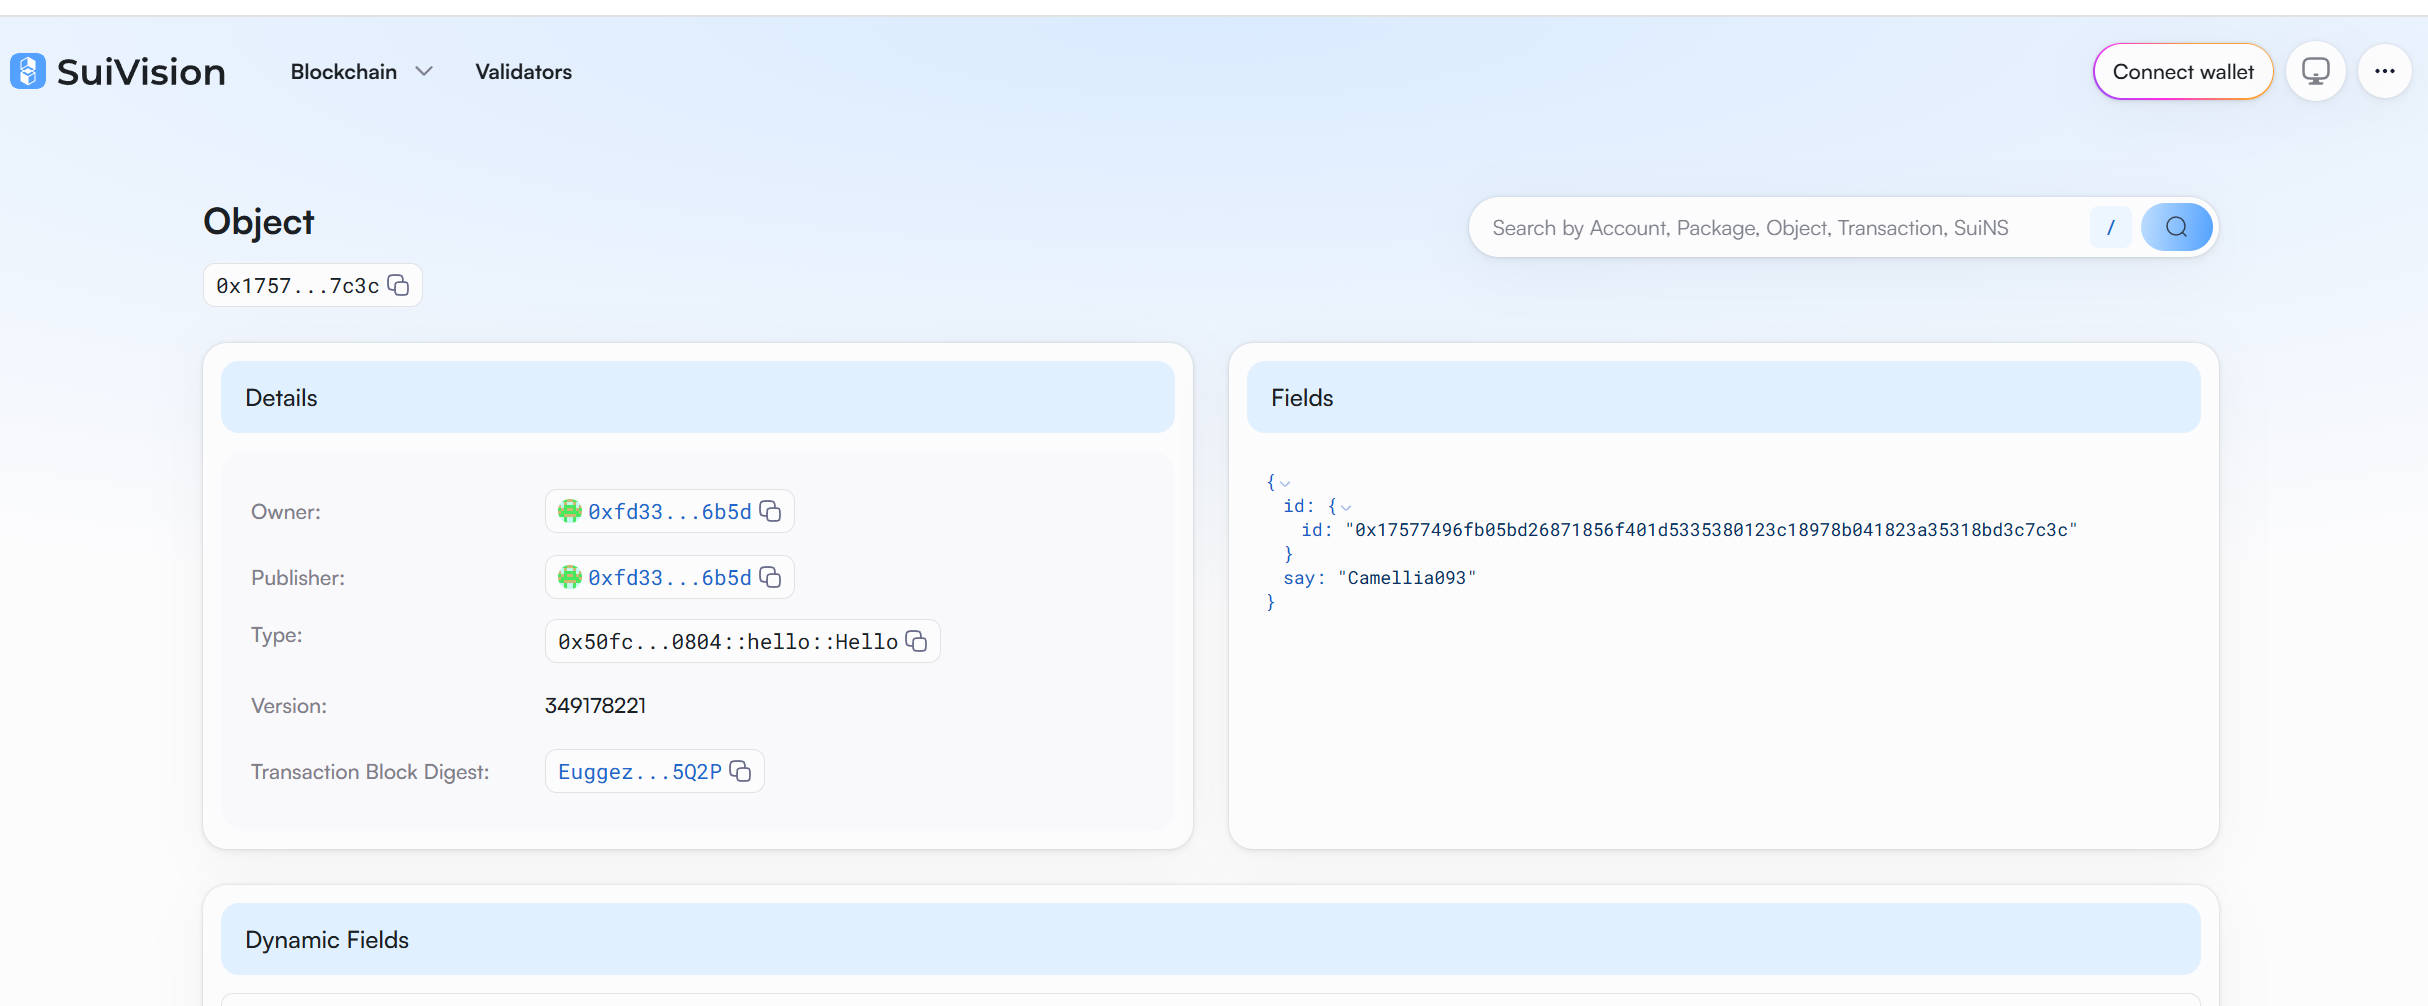 SuiVision
Blockchain
Validators
Connect wallet
Object
Search by Account, Package, Object, Transaction, SuiNS
/
0x1757...7c3c
Details
Owner:
0xfd33...6b5d
Publisher:
0xfd33...6b5d
Type:
0x50fc...0804::hello::Hello
Version:
349178221
Transaction Block Digest:
Euggez...5Q2P
Fields
{
id: {
id: "0x17577496fb05bd26871856f401d5335380123c18978b041823a35318bd3c7c3c"
}
say: "Camellia093"
}
Dynamic Fields